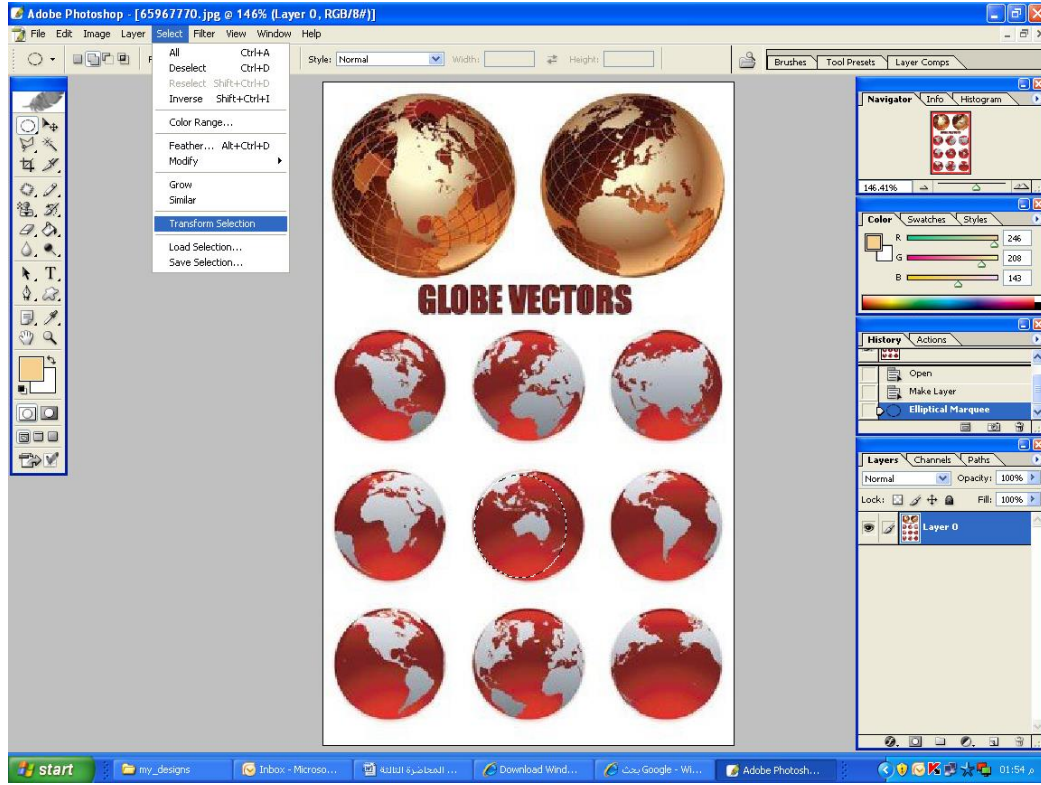 Adobe Photoshop - [65967770.jpg @ 146% (Layer 0, RGB/8#)]
File Edit Image Layer Select Filter View Window Help
Style: Normal Width: Height:
Brushes Tool Presets Layer Comps
All Ctrl+A
Deselect Ctrl+D
Reselect Shift+Ctrl+D
Inverse Shift+Ctrl+I
Color Range...
Feather... Alt+Ctrl+D
Modify
Grow
Similar
Transform Selection
Load Selection...
Save Selection...
GLOBE VECTORS
Navigator Info Histogram
146.41%
Color Swatches Styles
R 246
G 208
B 143
History Actions
Open
Make Layer
Elliptical Marquee
Layers Channels Paths
Normal Opacity: 100%
Lock: Fill: 100%
Layer 0
start my_designs Inbox - Microso... المحاضرة الثالثة ... Download Wind... بحث Google - Wi... Adobe Photosh... 01:54 م